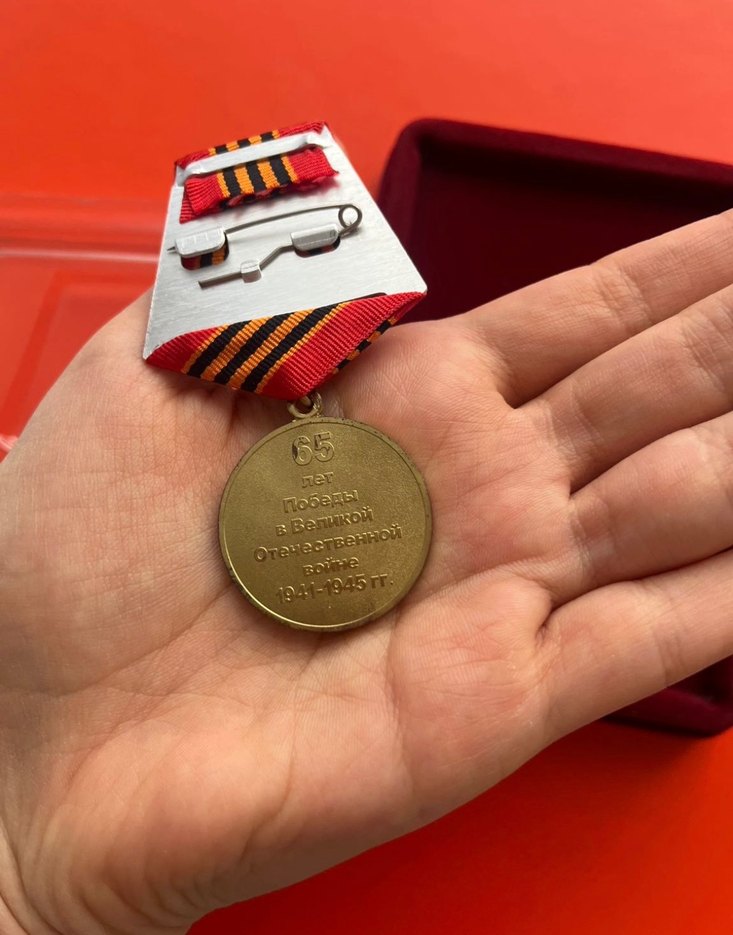 65
лет
Победы
в Великой
Отечественной
войне
1941-1945 гг.